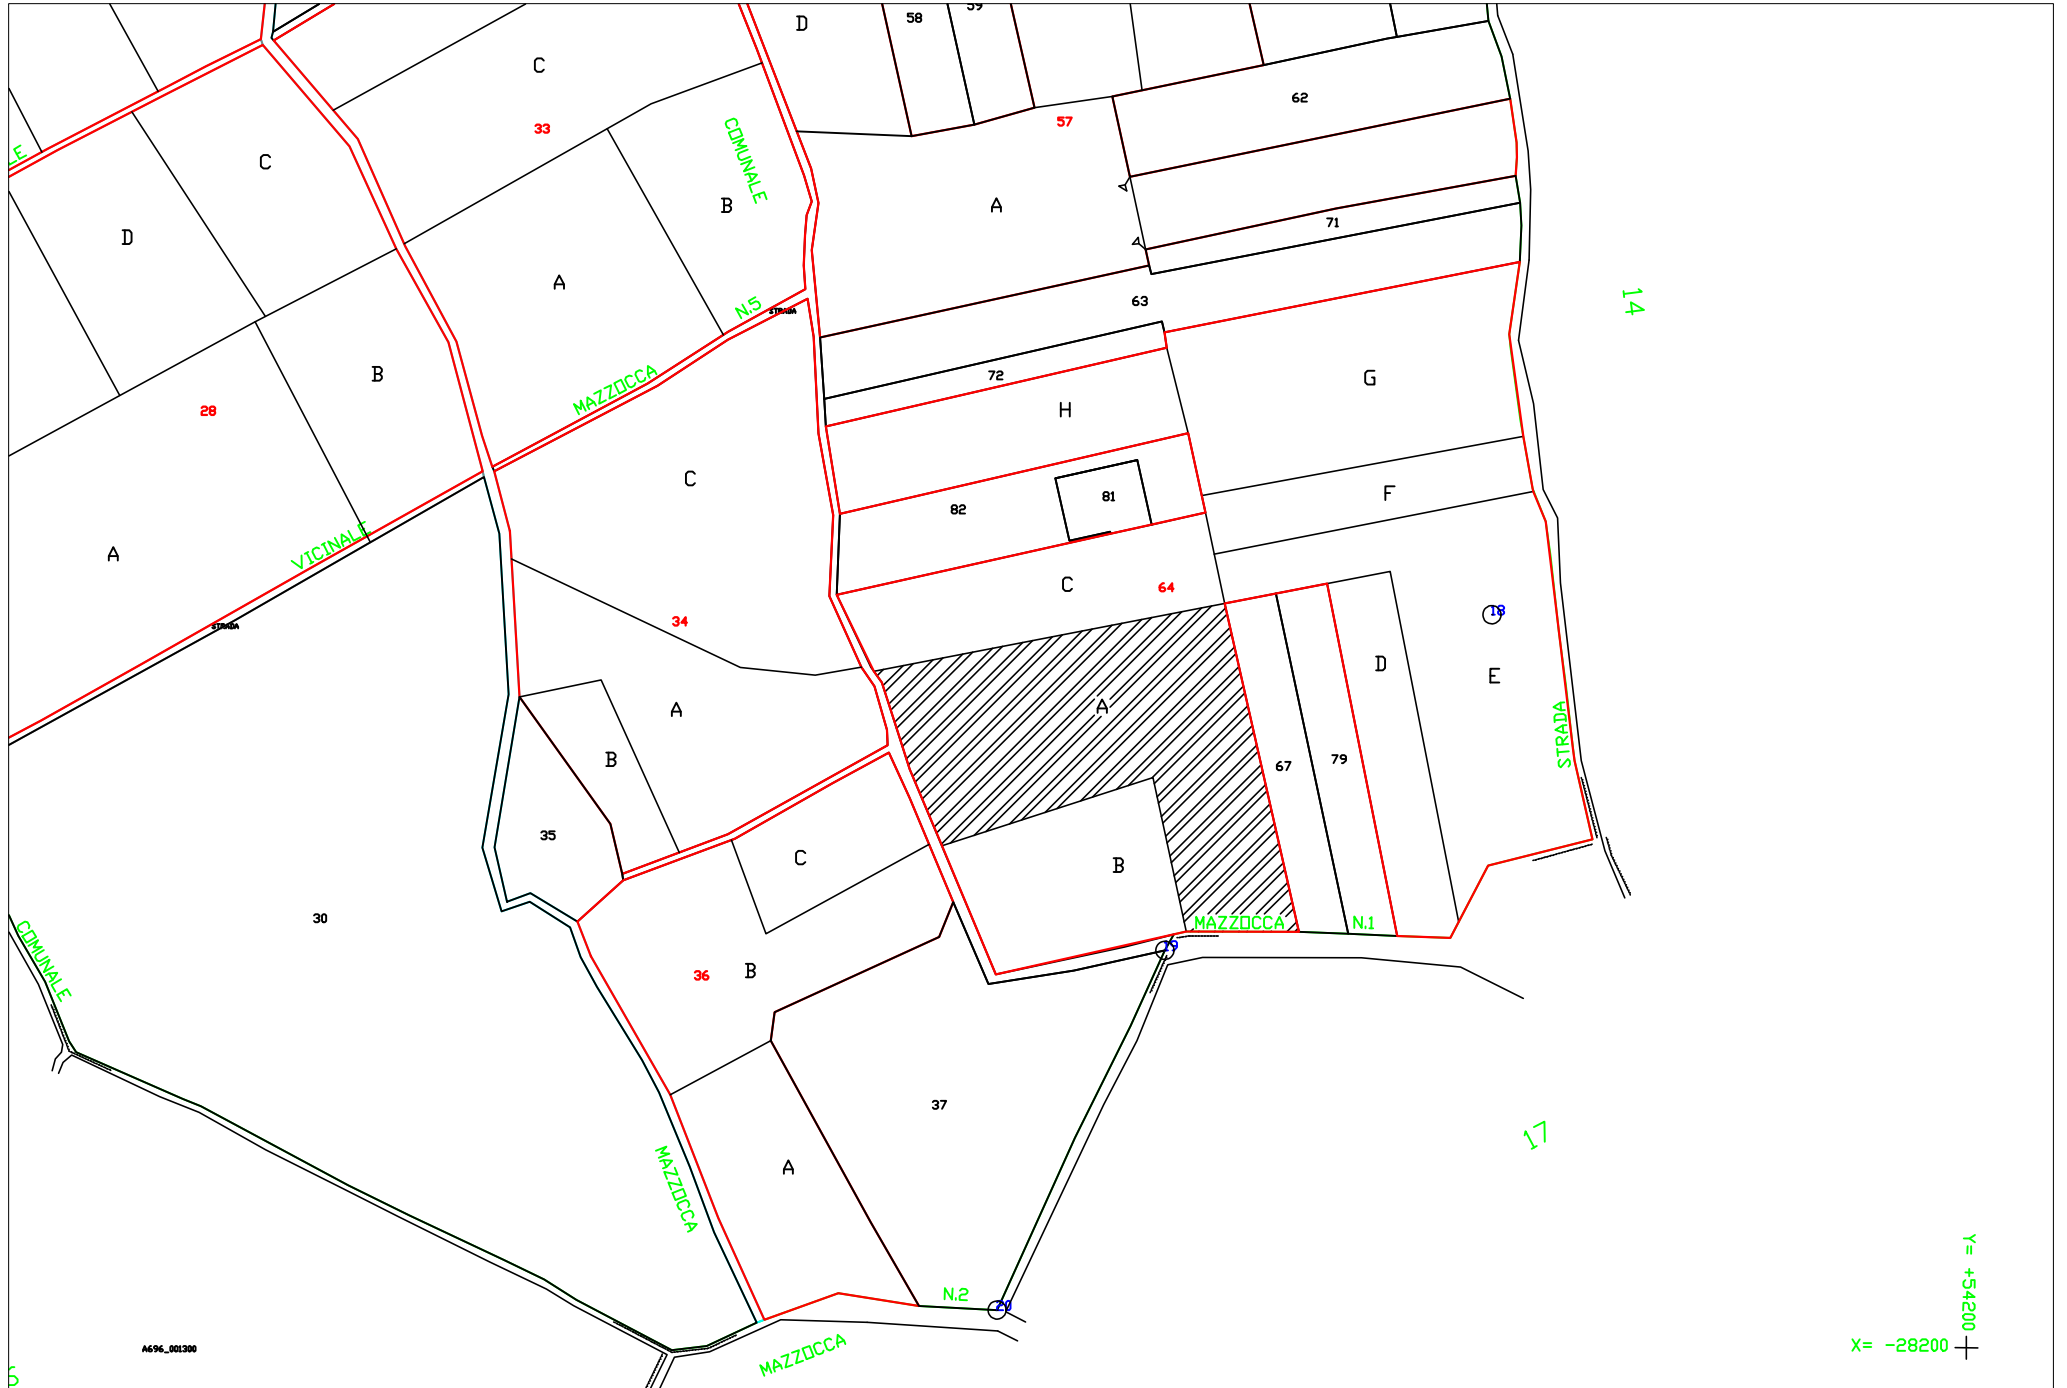 59
58
D
C
62
COMUNALE
57
33
LE
C
B
A
71
D
A
63
14
N.5
STRADA
B
72
G
MAZZOCCA
H
28
C
F
81
82
VICINALE
A
C
64
18
34
STRADA
D
E
A
A
STRADA
B
79
67
35
C
B
30
MAZZOCCA
N.1
19
COMUNALE
36
B
37
17
A
MAZZOCCA
Y= +54200
N.2
20
X= -28200
A696_001300
MAZZOCCA